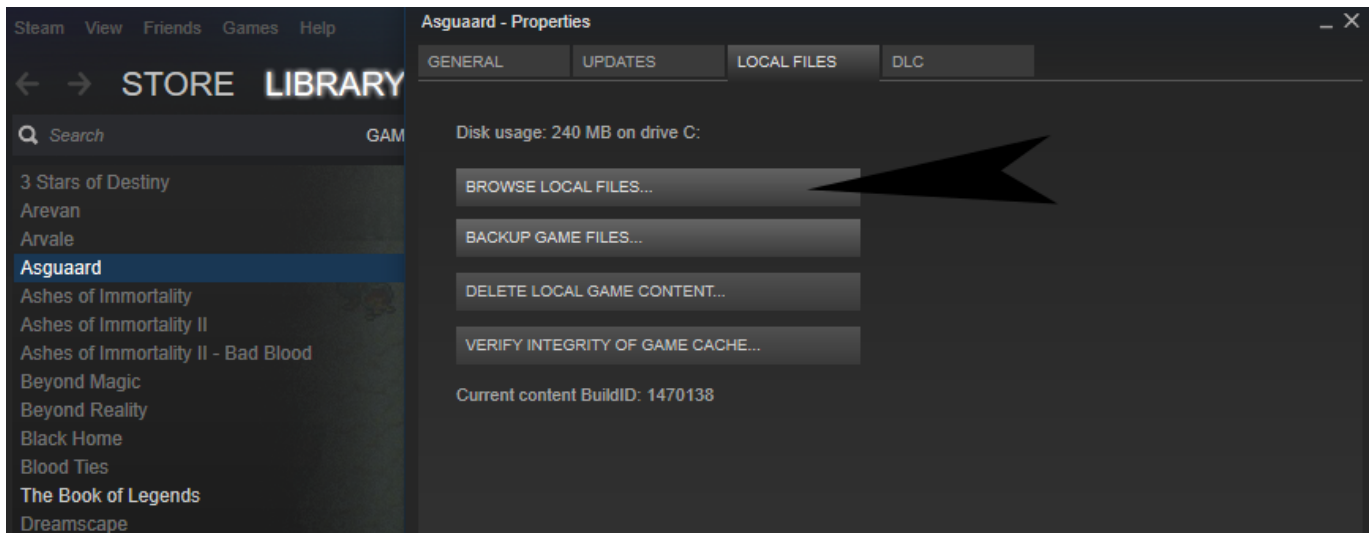 Steam View Friends Games Help
STORE LIBRARY
Search GAM
3 Stars of Destiny
Arevan
Arvale
Asguaard
Ashes of Immortality
Ashes of Immortality II
Ashes of Immortality II - Bad Blood
Beyond Magic
Beyond Reality
Black Home
Blood Ties
The Book of Legends
Dreamscape
Asguaard - Properties
GENERAL UPDATES LOCAL FILES DLC
Disk usage: 240 MB on drive C:
BROWSE LOCAL FILES...
BACKUP GAME FILES...
DELETE LOCAL GAME CONTENT...
VERIFY INTEGRITY OF GAME CACHE...
Current content BuildID: 1470138